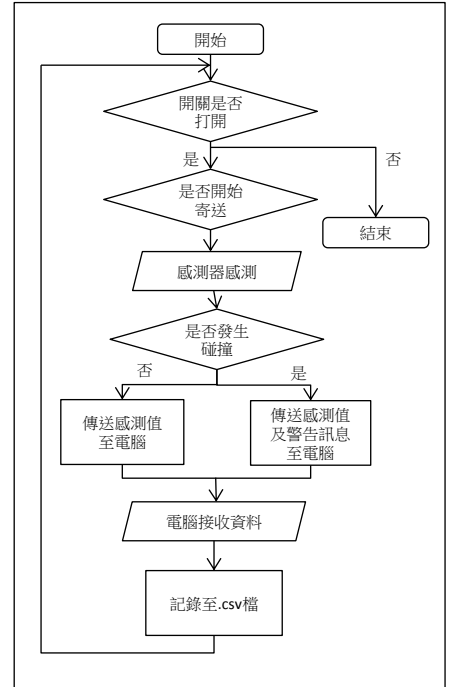 開始
開關是否
打開
是
否
是否開始
寄送
結束
感測器感測
是否發生
碰撞
否
是
傳送感測值
至電腦
傳送感測值
及警告訊息
至電腦
電腦接收資料
記錄至.csv檔